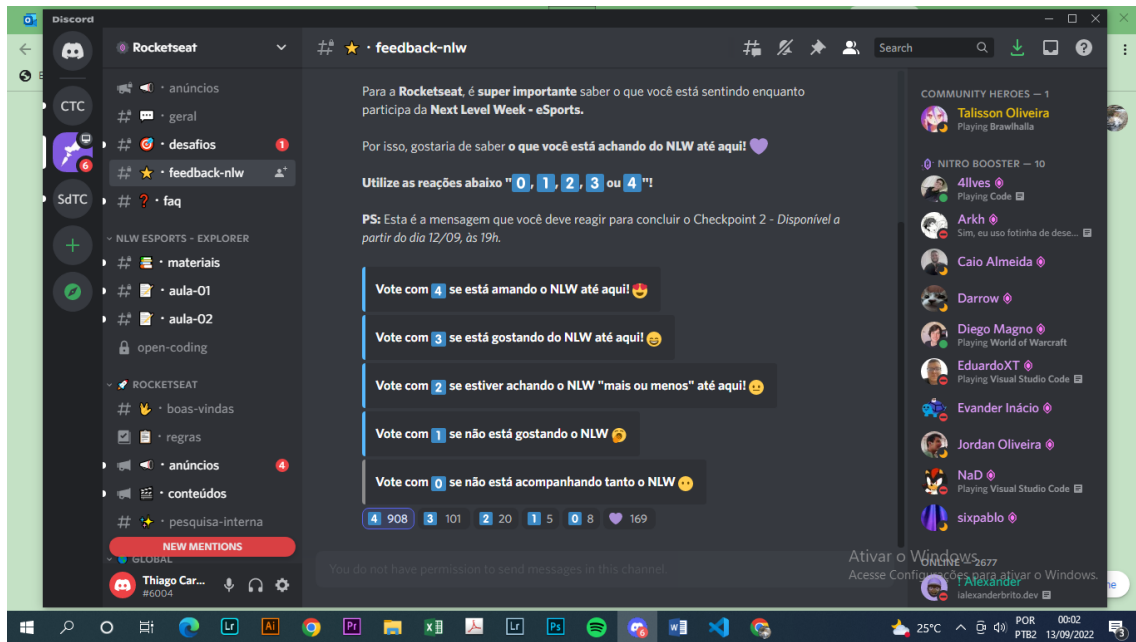 Discord
Rocketseat
· feedback-nlw
Search
CTC
SdTC
6
· anúncios
· geral
· desafios
1
· feedback-nlw
· faq
NLW ESPORTS - EXPLORER
· materiais
· aula-01
· aula-02
open-coding
ROCKETSEAT
· boas-vindas
· regras
· anúncios
4
· conteúdos
· pesquisa-interna
NEW MENTIONS
GLOBAL
Thiago Car...
#6004
Para a Rocketseat, é super importante saber o que você está sentindo enquanto
participa da Next Level Week - eSports.
Por isso, gostaria de saber o que você está achando do NLW até aqui!
Utilize as reações abaixo "0, 1, 2, 3 ou 4"!
PS: Esta é a mensagem que você deve reagir para concluir o Checkpoint 2 - Disponível a
partir do dia 12/09, às 19h.
Vote com 4 se está amando o NLW até aqui!
Vote com 3 se está gostando do NLW até aqui!
Vote com 2 se estiver achando o NLW "mais ou menos" até aqui!
Vote com 1 se não está gostando o NLW
Vote com 0 se não está acompanhando tanto o NLW
4 908 3 101 2 20 1 5 0 8 169
You do not have permission to send messages in this channel
COMMUNITY HEROES — 1
Talisson Oliveira
Playing Brawlhalla
NITRO BOOSTER — 10
4llves
Playing Code
Arkh
Sim, eu uso fotinha de dese...
Caio Almeida
Darrow
Diego Magno
Playing World of Warcraft
EduardoXT
Playing Visual Studio Code
Evander Inácio
Jordan Oliveira
NaD
Playing Visual Studio Code
sixpablo
ONLINE — 2677
! Alexander
ialexanderbrito.dev
Ativar o Windows
Acesse Configurações para ativar o Windows.
Lr
Ai
Pr
Lr
Ps
25°C
POR
PTB2
00:02
13/09/2022
3